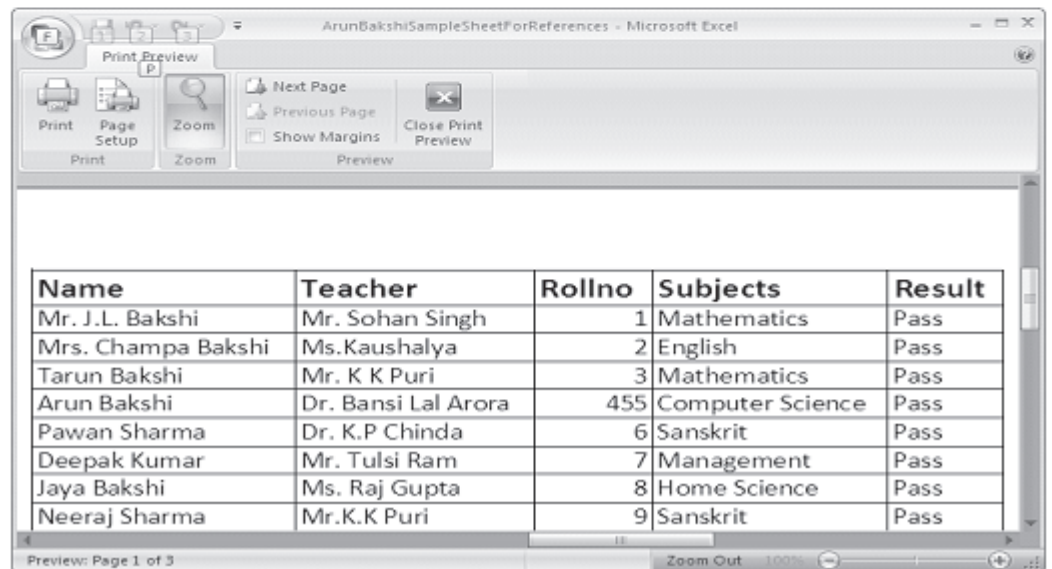 ArunBakshiSampleSheetForReferences - Microsoft Excel
F 1 2 3
Print Preview
P
Print
Page Setup
Zoom
Next Page
Previous Page
Show Margins
Close Print Preview
Print Zoom Preview
Name Teacher Rollno Subjects Result
Mr. J.L. Bakshi Mr. Sohan Singh 1 Mathematics Pass
Mrs. Champa Bakshi Ms.Kaushalya 2 English Pass
Tarun Bakshi Mr. K K Puri 3 Mathematics Pass
Arun Bakshi Dr. Bansi Lal Arora 455 Computer Science Pass
Pawan Sharma Dr. K.P Chinda 6 Sanskrit Pass
Deepak Kumar Mr. Tulsi Ram 7 Management Pass
Jaya Bakshi Ms. Raj Gupta 8 Home Science Pass
Neeraj Sharma Mr.K.K Puri 9 Sanskrit Pass
Preview: Page 1 of 3 Zoom Out 100%